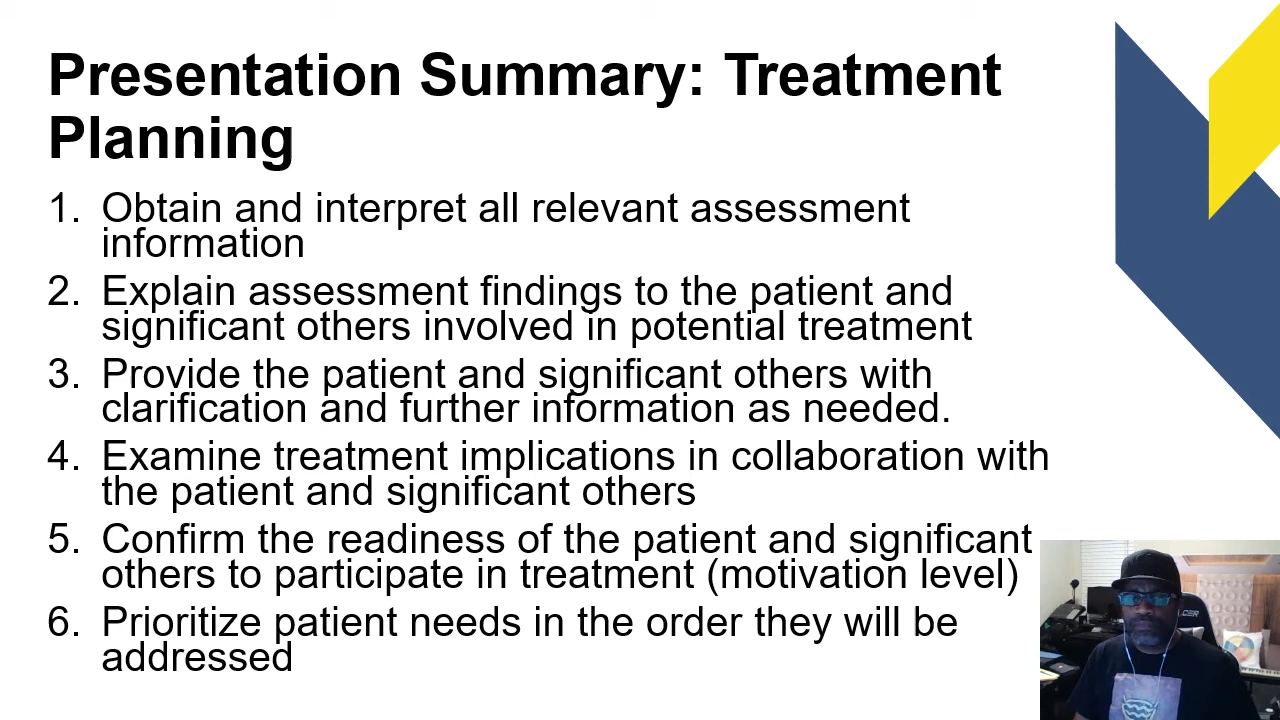 Presentation Summary: Treatment
Planning
1. Obtain and interpret all relevant assessment
information
2. Explain assessment findings to the patient and
significant others involved in potential treatment
3. Provide the patient and significant others with
clarification and further information as needed.
4. Examine treatment implications in collaboration with
the patient and significant others
5. Confirm the readiness of the patient and significant
others to participate in treatment (motivation level)
6. Prioritize patient needs in the order they will be
addressed